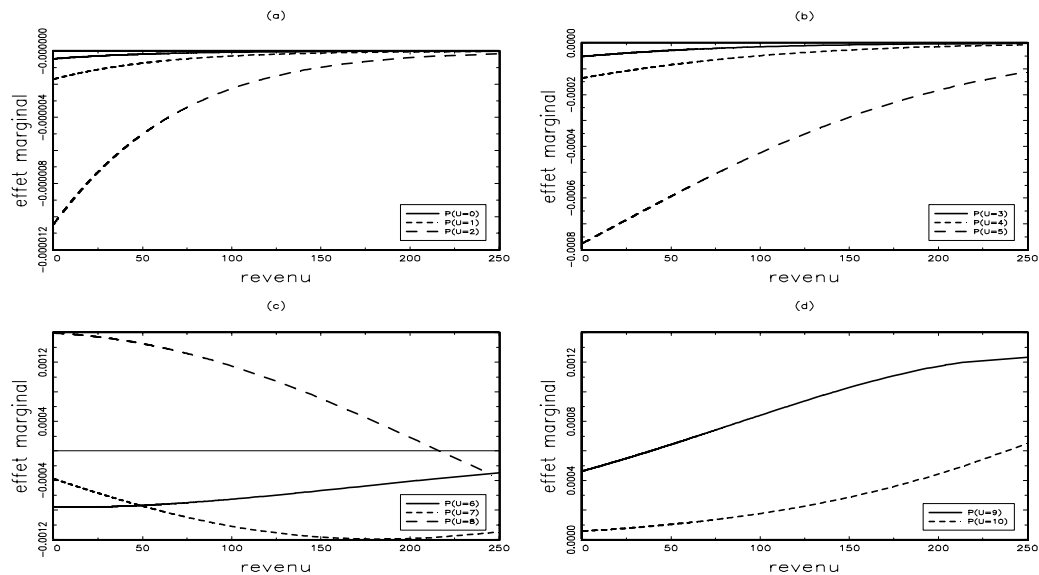 (a)
effet marginal
-0.000000
-0.000004
-0.000008
-0.000012
P(U=0)
P(U=1)
P(U=2)
0 50 100 150 200 250
revenu
(b)
effet marginal
0.0000
-0.0002
-0.0004
-0.0006
-0.0008
P(U=3)
P(U=4)
P(U=5)
0 50 100 150 200 250
revenu
(c)
effet marginal
0.0012
0.0004
-0.0004
-0.0012
P(U=6)
P(U=7)
P(U=8)
0 50 100 150 200 250
revenu
(d)
effet marginal
0.0012
0.0008
0.0004
0.0000
P(U=9)
P(U=10)
0 50 100 150 200 250
revenu